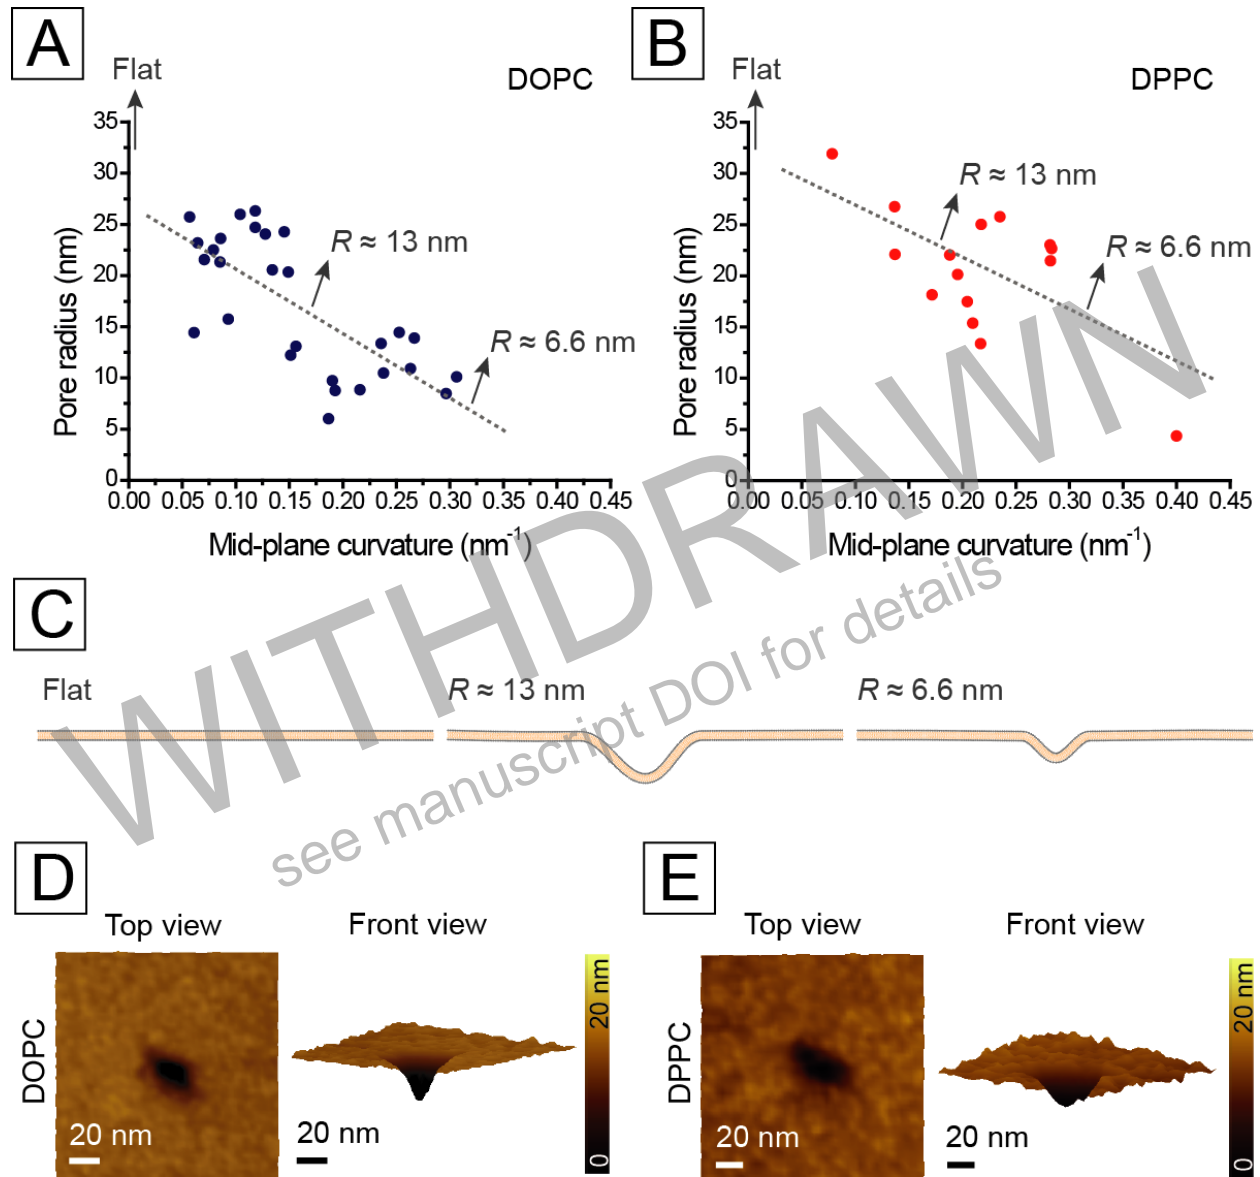 A
Flat
DOPC
35
30
25
20
15
10
5
0
Pore radius (nm)
R ≈ 13 nm
R ≈ 6.6 nm
0.00 0.05 0.10 0.15 0.20 0.25 0.30 0.35 0.40 0.45
Mid-plane curvature (nm⁻¹)
B
Flat
DPPC
35
30
25
20
15
10
5
0
Pore radius (nm)
R ≈ 13 nm
R ≈ 6.6 nm
0.00 0.05 0.10 0.15 0.20 0.25 0.30 0.35 0.40 0.45
Mid-plane curvature (nm⁻¹)
WITHDRAWN
see manuscript DOI for details
C
Flat
R ≈ 13 nm
R ≈ 6.6 nm
D
Top view
Front view
DOPC
20 nm
20 nm
20 nm
0
E
Top view
Front view
DPPC
20 nm
20 nm
20 nm
0